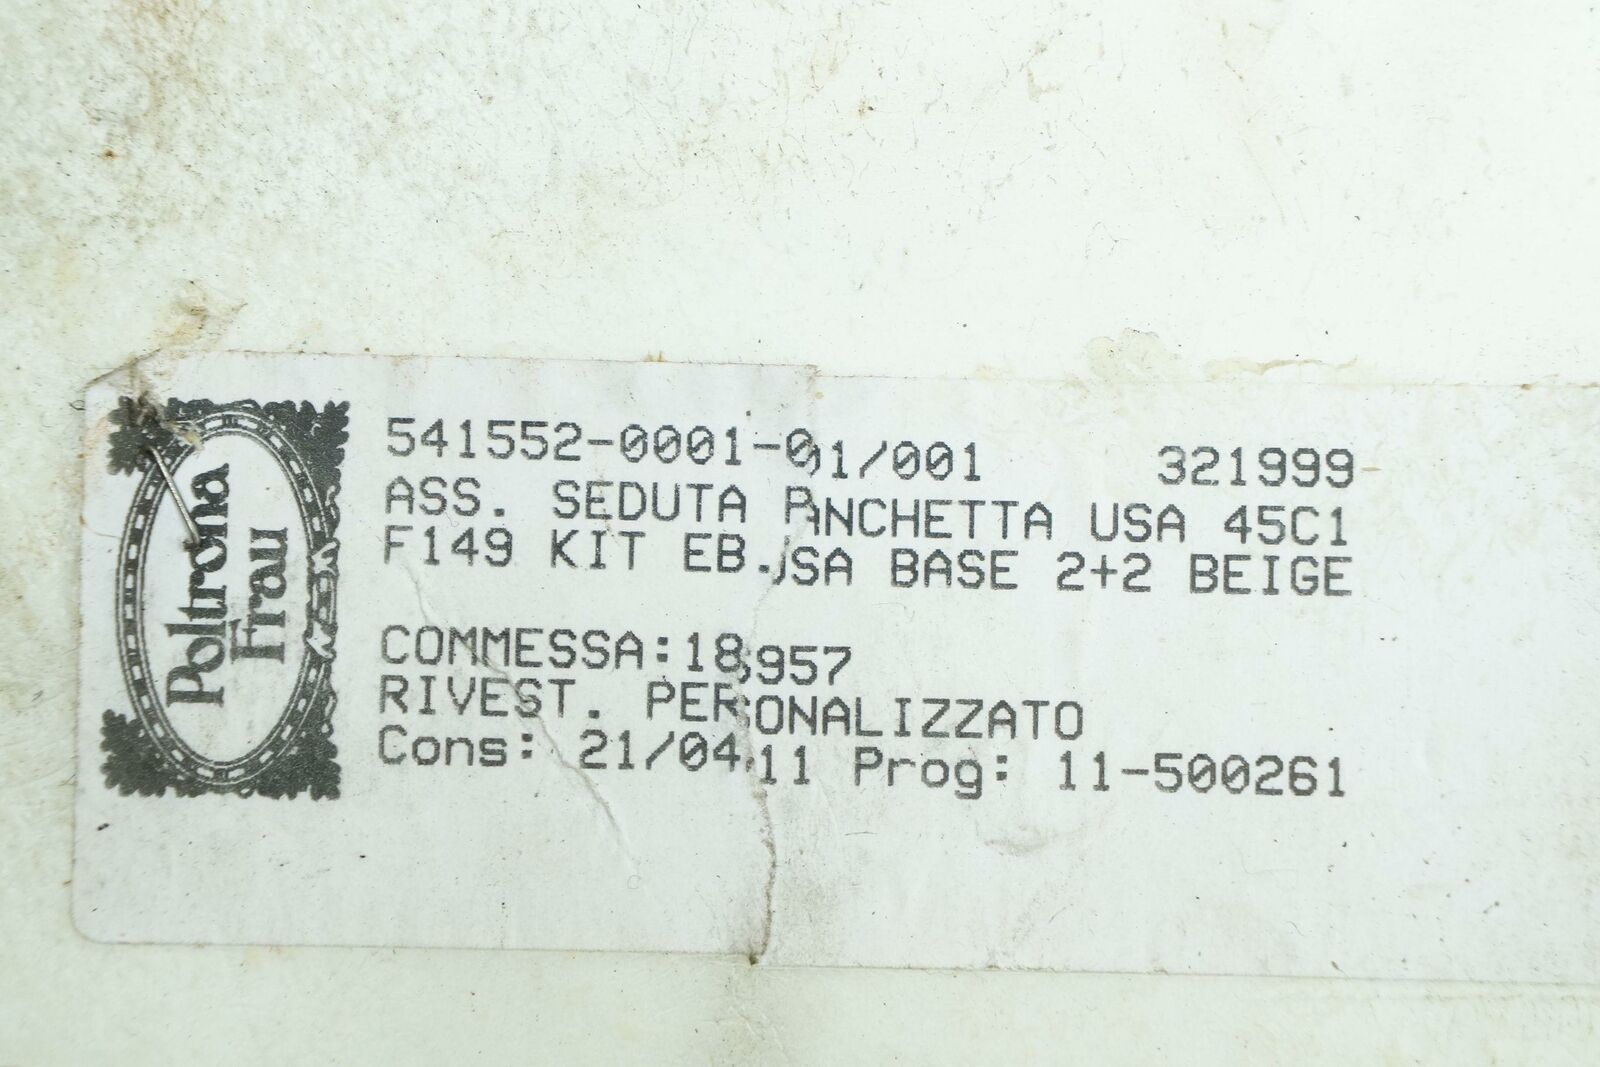 Poltrona
Frau
541552-0001-01/001 321999
ASS. SEDUTA PANCHETTA USA 45C1
F149 KIT EB.USA BASE 2+2 BEIGE
COMMESSA:18957
RIVEST. PERSONALIZZATO
Cons: 21/04/11 Prog: 11-500261